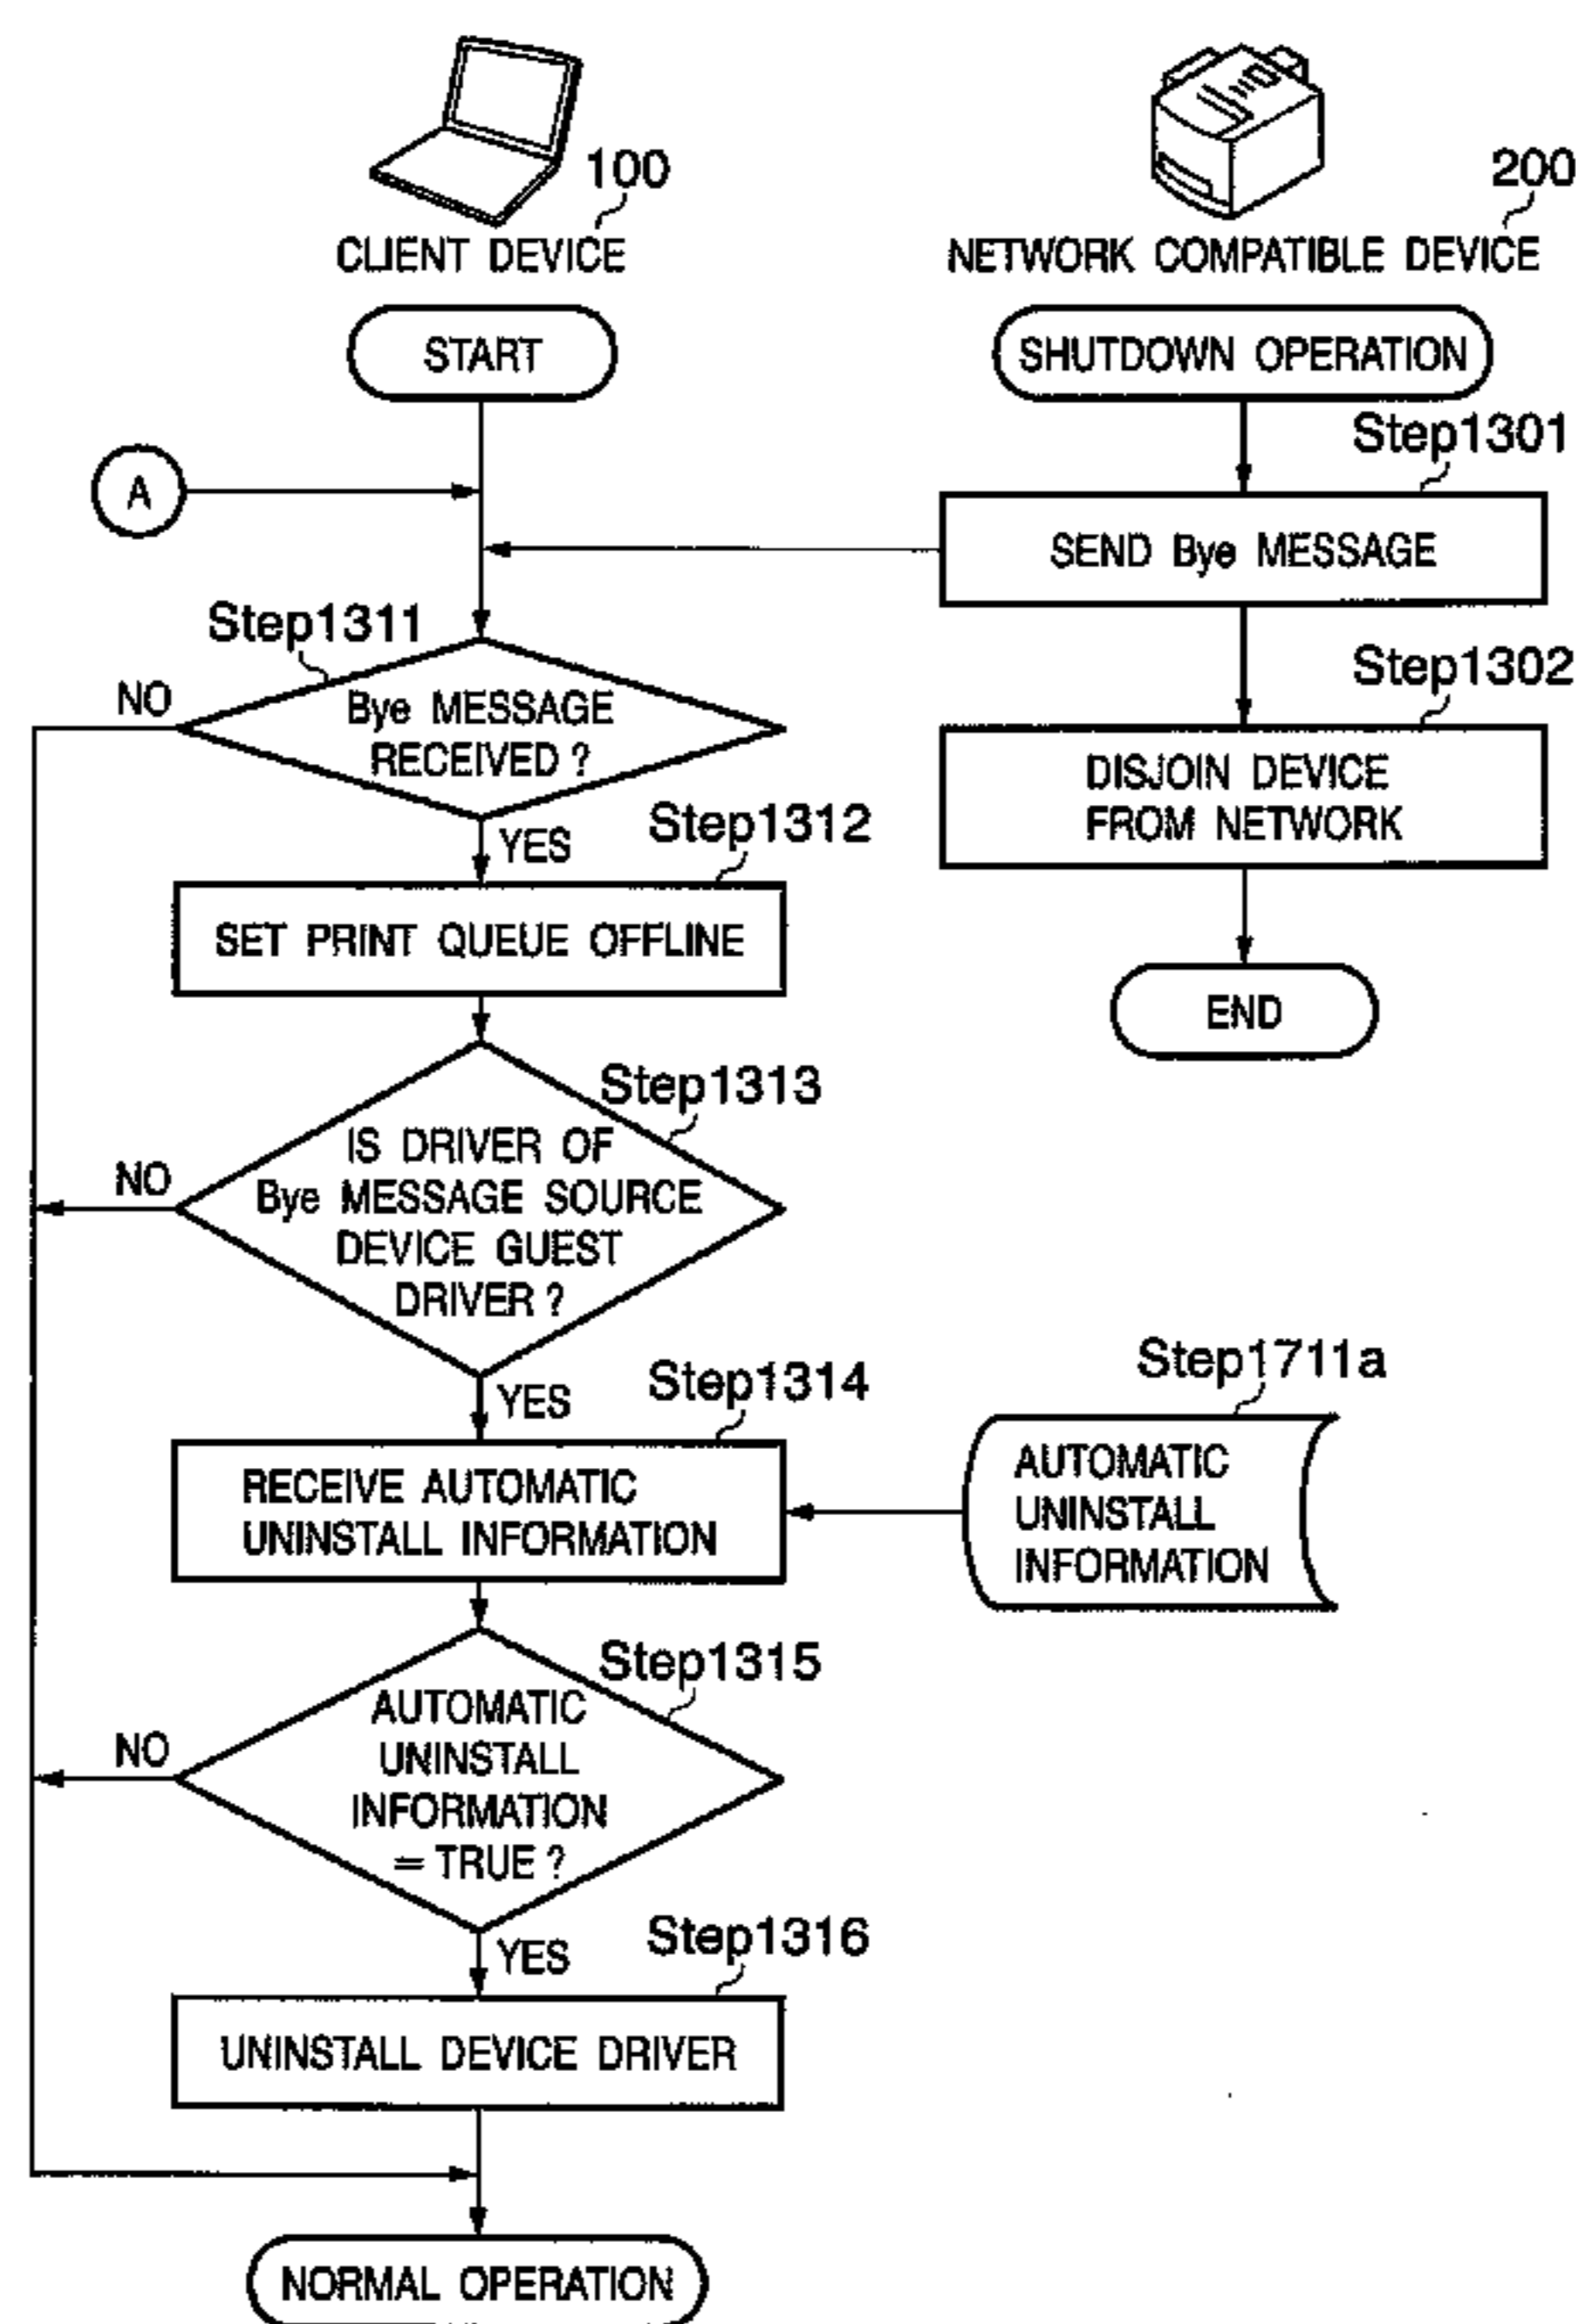 100
CLIENT DEVICE
200
NETWORK COMPATIBLE DEVICE
START
SHUTDOWN OPERATION
A
Step1301
SEND Bye MESSAGE
Step1311
NO
Bye MESSAGE
RECEIVED ?
YES
Step1302
DISJOIN DEVICE
FROM NETWORK
Step1312
SET PRINT QUEUE OFFLINE
END
Step1313
NO
IS DRIVER OF
Bye MESSAGE SOURCE
DEVICE GUEST
DRIVER ?
YES
Step1314
RECEIVE AUTOMATIC
UNINSTALL INFORMATION
Step1711a
AUTOMATIC
UNINSTALL
INFORMATION
Step1315
NO
AUTOMATIC
UNINSTALL
INFORMATION
= TRUE ?
YES
Step1316
UNINSTALL DEVICE DRIVER
NORMAL OPERATION